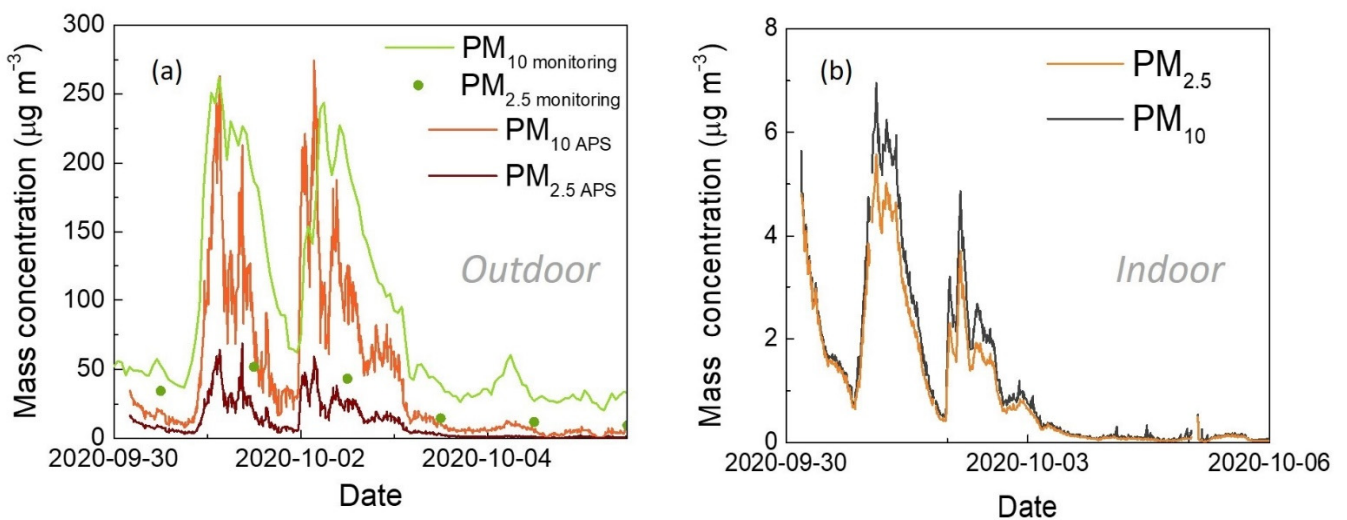 Mass concentration (μg m⁻³)
300
250
200
150
100
50
0
(a)
PM10 monitoring
PM2.5 monitoring
PM10 APS
PM2.5 APS
Outdoor
2020-09-30
2020-10-02
2020-10-04
Date
Mass concentration (μg m⁻³)
8
6
4
2
0
(b)
PM2.5
PM10
Indoor
2020-09-30
2020-10-03
2020-10-06
Date